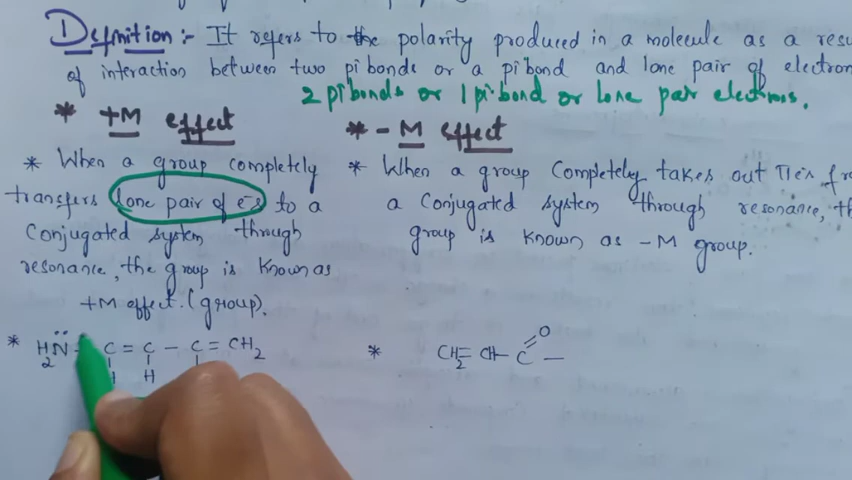 Definition :- It refers to the polarity produced in a molecule as a
of interaction between two pi bonds or a pi bond and lone pair of
2 pi bonds or 1 pi bond or lone pair electrons.
* +M effect
* When a group completely
transfers lone pair of e⁻s to a
conjugated system through
resonance, the group is known as
+M effect. (group).
* H₂N̈ C = C - C = CH₂
H
* - M effect
* When a group Completely takes out
a Conjugated system through resonance,
group is known as -M group.
* CH₂ = CH - C -
O